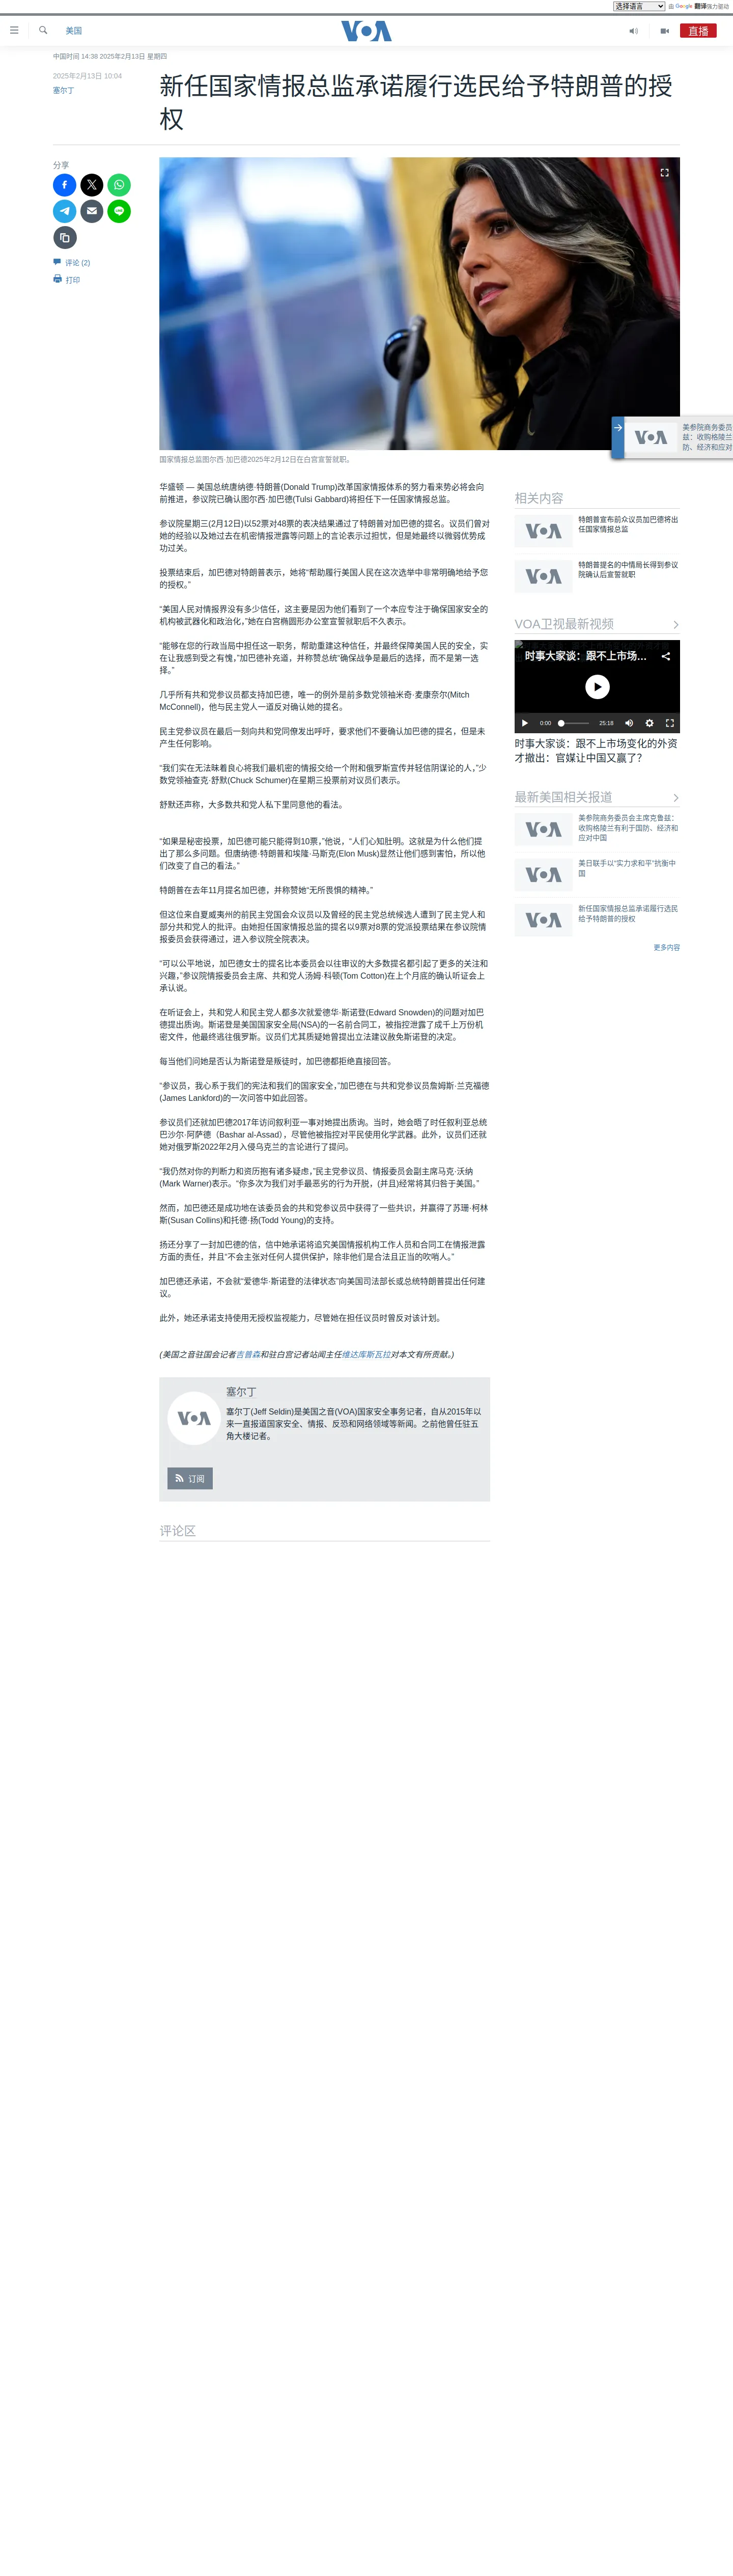 选择语言
由 Google 翻译强力驱动
美国
VOA
直播
中国时间 14:38 2025年2月13日 星期四
2025年2月13日 10:04
塞尔丁
新任国家情报总监承诺履行选民给予特朗普的授
权
分享
评论 (2)
打印
国家情报总监图尔西·加巴德2025年2月12日在白宫宣誓就职。
VOA
美参院商务委员
兹：收购格陵兰
防、经济和应对
华盛顿 — 美国总统唐纳德·特朗普(Donald Trump)改革国家情报体系的努力看来势必将会向
前推进，参议院已确认图尔西·加巴德(Tulsi Gabbard)将担任下一任国家情报总监。
参议院星期三(2月12日)以52票对48票的表决结果通过了特朗普对加巴德的提名。议员们曾对
她的经验以及她过去在机密情报泄露等问题上的言论表示过担忧，但是她最终以微弱优势成
功过关。
投票结束后，加巴德对特朗普表示，她将“帮助履行美国人民在这次选举中非常明确地给予您
的授权。”
“美国人民对情报界没有多少信任，这主要是因为他们看到了一个本应专注于确保国家安全的
机构被武器化和政治化，”她在白宫椭圆形办公室宣誓就职后不久表示。
“能够在您的行政当局中担任这一职务，帮助重建这种信任，并最终保障美国人民的安全，实
在让我感到受之有愧，”加巴德补充道，并称赞总统“确保战争是最后的选择，而不是第一选
择。”
几乎所有共和党参议员都支持加巴德，唯一的例外是前多数党领袖米奇·麦康奈尔(Mitch
McConnell)，他与民主党人一道反对确认她的提名。
民主党参议员在最后一刻向共和党同僚发出呼吁，要求他们不要确认加巴德的提名，但是未
产生任何影响。
“我们实在无法昧着良心将我们最机密的情报交给一个附和俄罗斯宣传并轻信阴谋论的人，”少
数党领袖查克·舒默(Chuck Schumer)在星期三投票前对议员们表示。
舒默还声称，大多数共和党人私下里同意他的看法。
“如果是秘密投票，加巴德可能只能得到10票，”他说，“人们心知肚明。这就是为什么他们提
出了那么多问题。但唐纳德·特朗普和埃隆·马斯克(Elon Musk)显然让他们感到害怕，所以他
们改变了自己的看法。”
特朗普在去年11月提名加巴德，并称赞她“无所畏惧的精神。”
但这位来自夏威夷州的前民主党国会众议员以及曾经的民主党总统候选人遭到了民主党人和
部分共和党人的批评。由她担任国家情报总监的提名以9票对8票的党派投票结果在参议院情
报委员会获得通过，进入参议院全院表决。
“可以公平地说，加巴德女士的提名比本委员会以往审议的大多数提名都引起了更多的关注和
兴趣，”参议院情报委员会主席、共和党人汤姆·科顿(Tom Cotton)在上个月底的确认听证会上
承认说。
在听证会上，共和党人和民主党人都多次就爱德华·斯诺登(Edward Snowden)的问题对加巴
德提出质询。斯诺登是美国国家安全局(NSA)的一名前合同工，被指控泄露了成千上万份机
密文件，他最终逃往俄罗斯。议员们尤其质疑她曾提出立法建议赦免斯诺登的决定。
每当他们问她是否认为斯诺登是叛徒时，加巴德都拒绝直接回答。
“参议员，我心系于我们的宪法和我们的国家安全，”加巴德在与共和党参议员詹姆斯·兰克福德
(James Lankford)的一次问答中如此回答。
参议员们还就加巴德2017年访问叙利亚一事对她提出质询。当时，她会晤了时任叙利亚总统
巴沙尔·阿萨德（Bashar al-Assad），尽管他被指控对平民使用化学武器。此外，议员们还就
她对俄罗斯2022年2月入侵乌克兰的言论进行了提问。
“我仍然对你的判断力和资历抱有诸多疑虑，”民主党参议员、情报委员会副主席马克·沃纳
(Mark Warner)表示。“你多次为我们对手最恶劣的行为开脱，(并且)经常将其归咎于美国。”
然而，加巴德还是成功地在该委员会的共和党参议员中获得了一些共识，并赢得了苏珊·柯林
斯(Susan Collins)和托德·扬(Todd Young)的支持。
扬还分享了一封加巴德的信，信中她承诺将追究美国情报机构工作人员和合同工在情报泄露
方面的责任，并且“不会主张对任何人提供保护，除非他们是合法且正当的吹哨人。”
加巴德还承诺，不会就“爱德华·斯诺登的法律状态”向美国司法部长或总统特朗普提出任何建
议。
此外，她还承诺支持使用无授权监视能力，尽管她在担任议员时曾反对该计划。
(美国之音驻国会记者吉普森和驻白宫记者站闻主任维达库斯瓦拉对本文有所贡献。)
VOA
塞尔丁
塞尔丁(Jeff Seldin)是美国之音(VOA)国家安全事务记者，自从2015年以
来一直报道国家安全、情报、反恐和网络领域等新闻。之前他曾任驻五
角大楼记者。
订阅
评论区
相关内容
VOA
特朗普宣布前众议员加巴德将出
任国家情报总监
VOA
特朗普提名的中情局长得到参议
院确认后宣誓就职
VOA卫视最新视频
时事大家谈：跟不上市场...
0:00
25:18
时事大家谈：跟不上市场变化的外资
才撤出：官媒让中国又赢了？
最新美国相关报道
VOA
美参院商务委员会主席克鲁兹：
收购格陵兰有利于国防、经济和
应对中国
VOA
美日联手以“实力求和平”抗衡中
国
VOA
新任国家情报总监承诺履行选民
给予特朗普的授权
更多内容